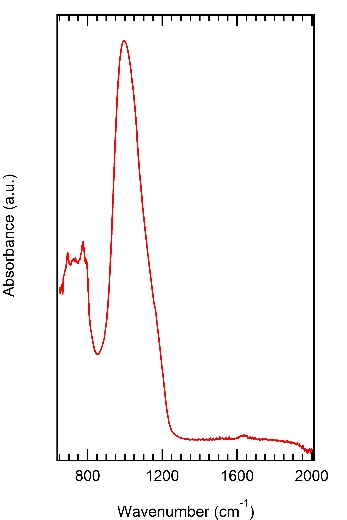 Absorbance (a.u.)
800 1200 1600 2000
Wavenumber (cm⁻¹)